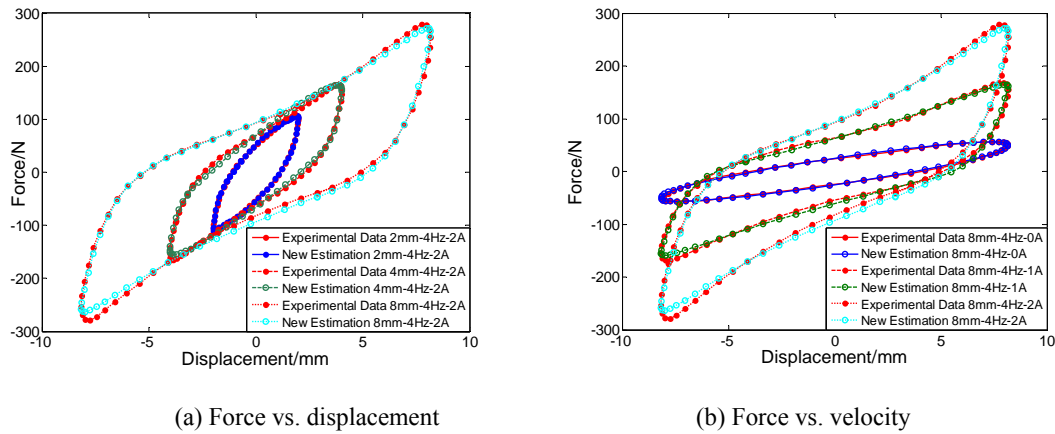 300
200
100
0
-100
-200
-300
-10
-5
0
5
10
Force/N
Displacement/mm
Experimental Data 2mm-4Hz-2A
New Estimation 2mm-4Hz-2A
Experimental Data 4mm-4Hz-2A
New Estimation 4mm-4Hz-2A
Experimental Data 8mm-4Hz-2A
New Estimation 8mm-4Hz-2A
(a) Force vs. displacement
300
200
100
0
-100
-200
-300
-10
-5
0
5
10
Force/N
Displacement/mm
Experimental Data 8mm-4Hz-0A
New Estimation 8mm-4Hz-0A
Experimental Data 8mm-4Hz-1A
New Estimation 8mm-4Hz-1A
Experimental Data 8mm-4Hz-2A
New Estimation 8mm-4Hz-2A
(b) Force vs. velocity